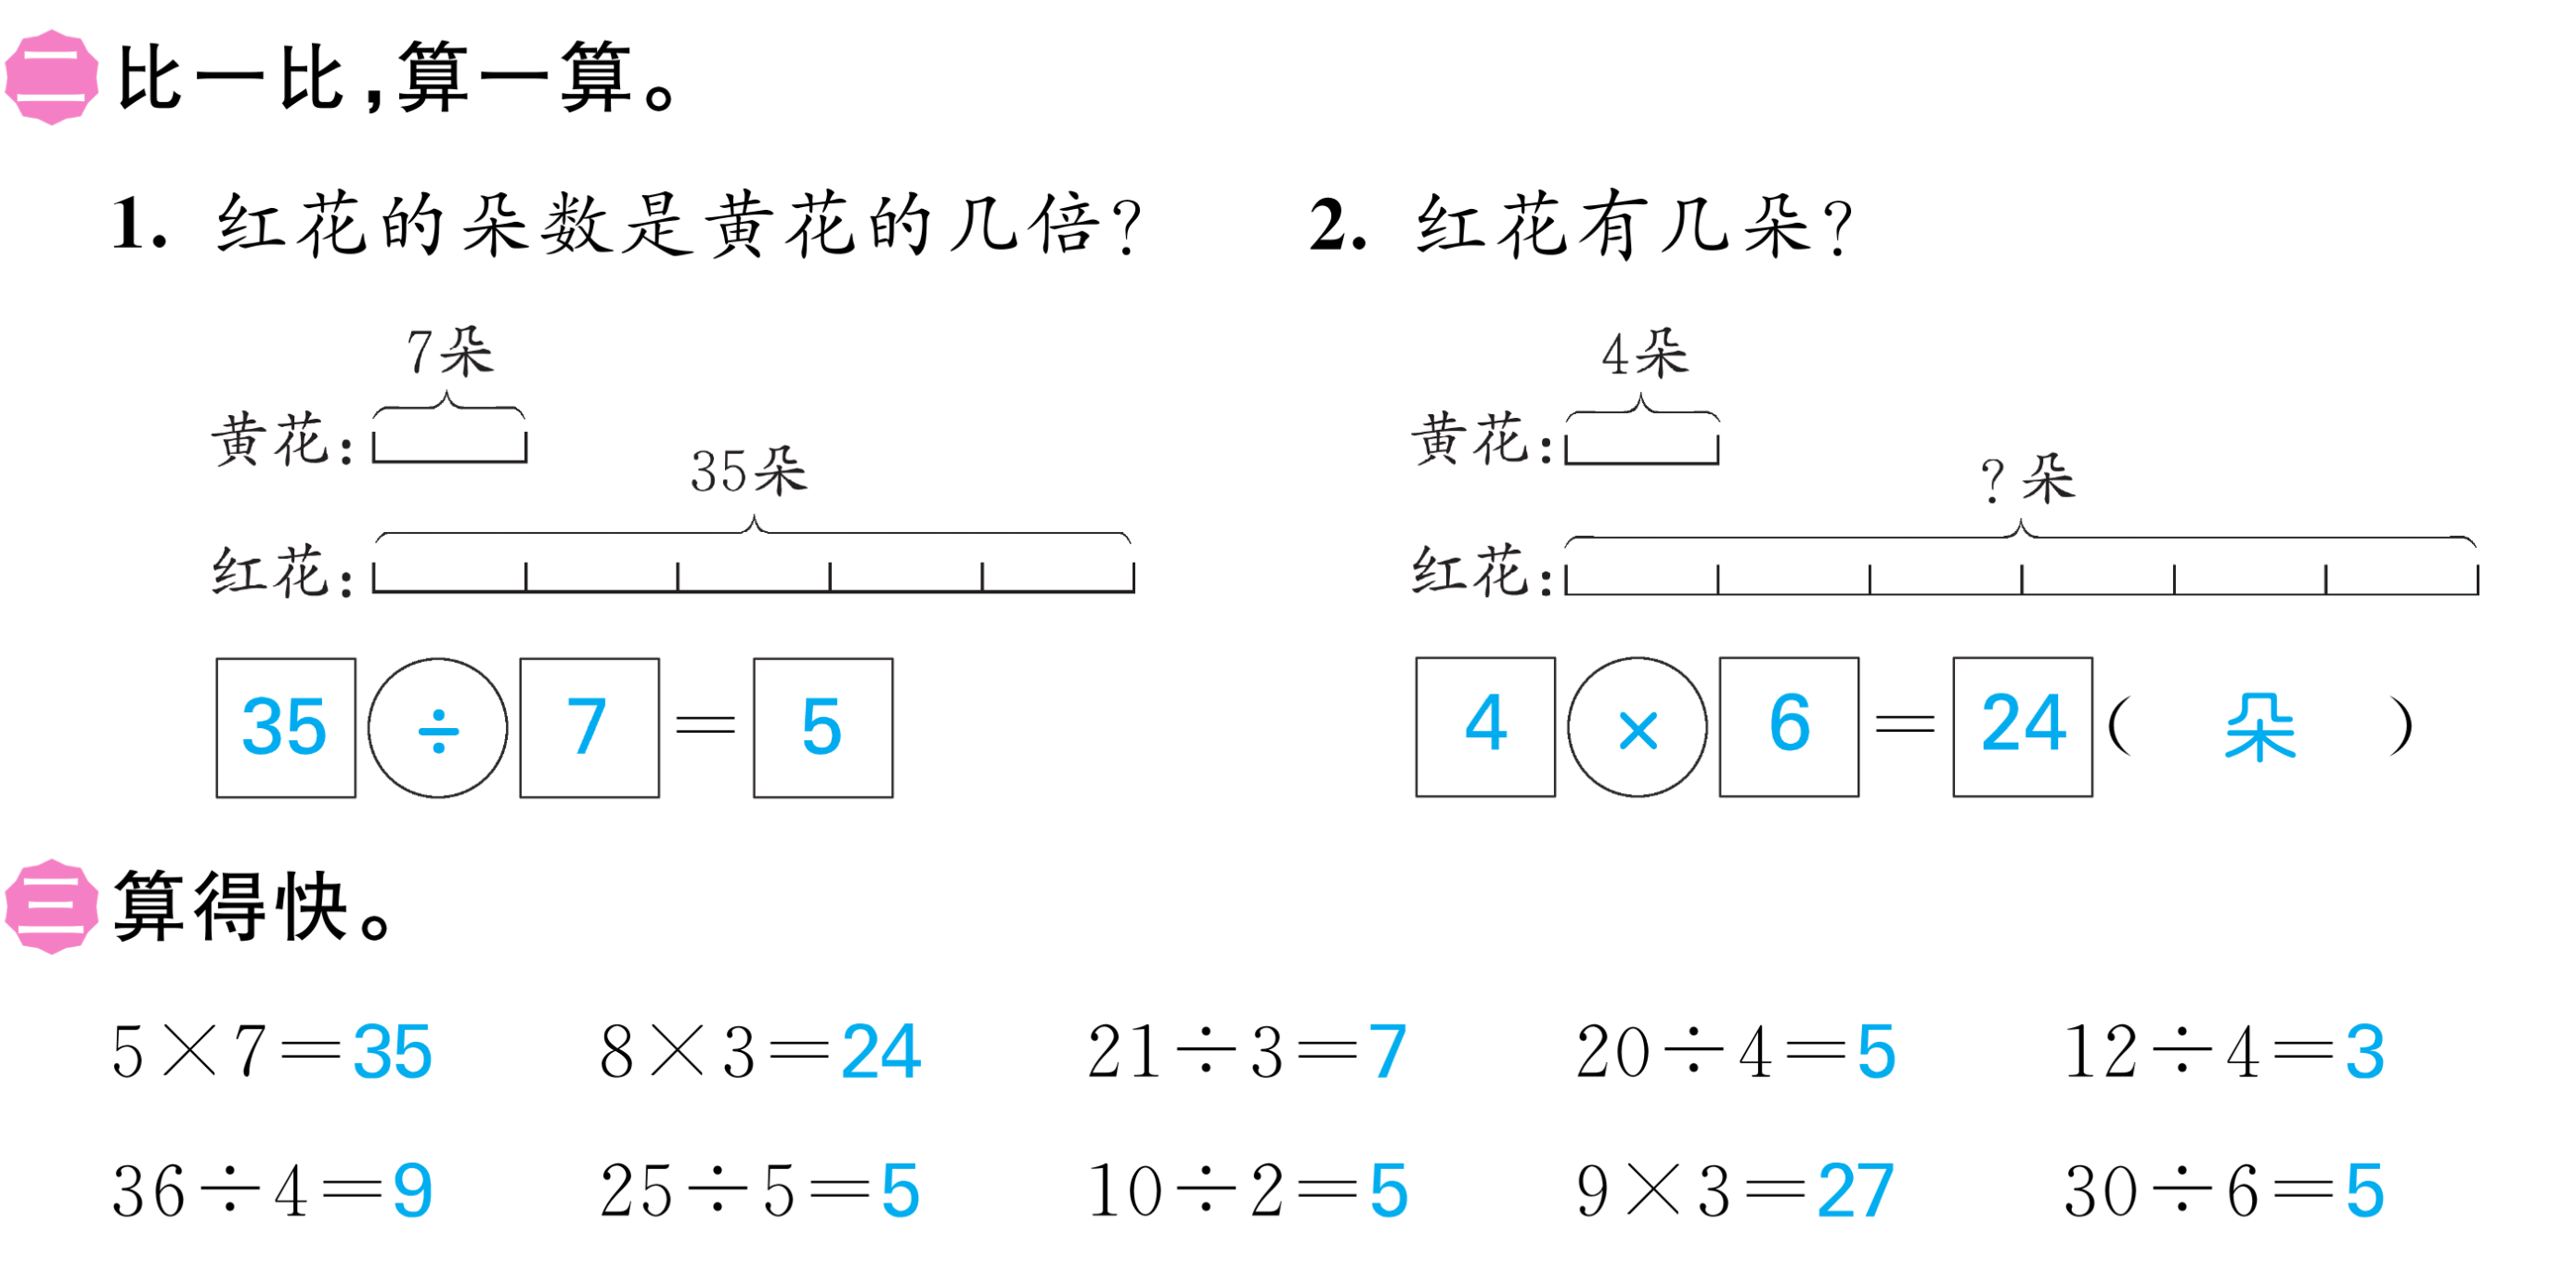 二 比一比,算一算。
1. 红花的朵数是黄花的几倍?
7朵
黄花:
35朵
红花:
35 ÷ 7 = 5
2. 红花有几朵?
4朵
黄花:
?朵
红花:
4 × 6 = 24 ( 朵 )
三 算得快。
5×7=35 8×3=24 21÷3=7 20÷4=5 12÷4=3
36÷4=9 25÷5=5 10÷2=5 9×3=27 30÷6=5